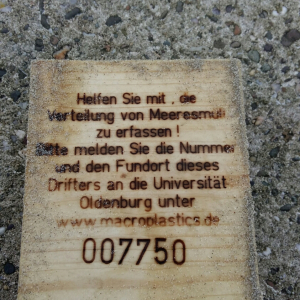 Helfen Sie mit , die
Verteilung von Meeresmüll
zu erfassen !
Bitte melden Sie die Nummer
und den Fundort dieses
Drifters an die Universität
Oldenburg unter
www.macroplastics.de
007750